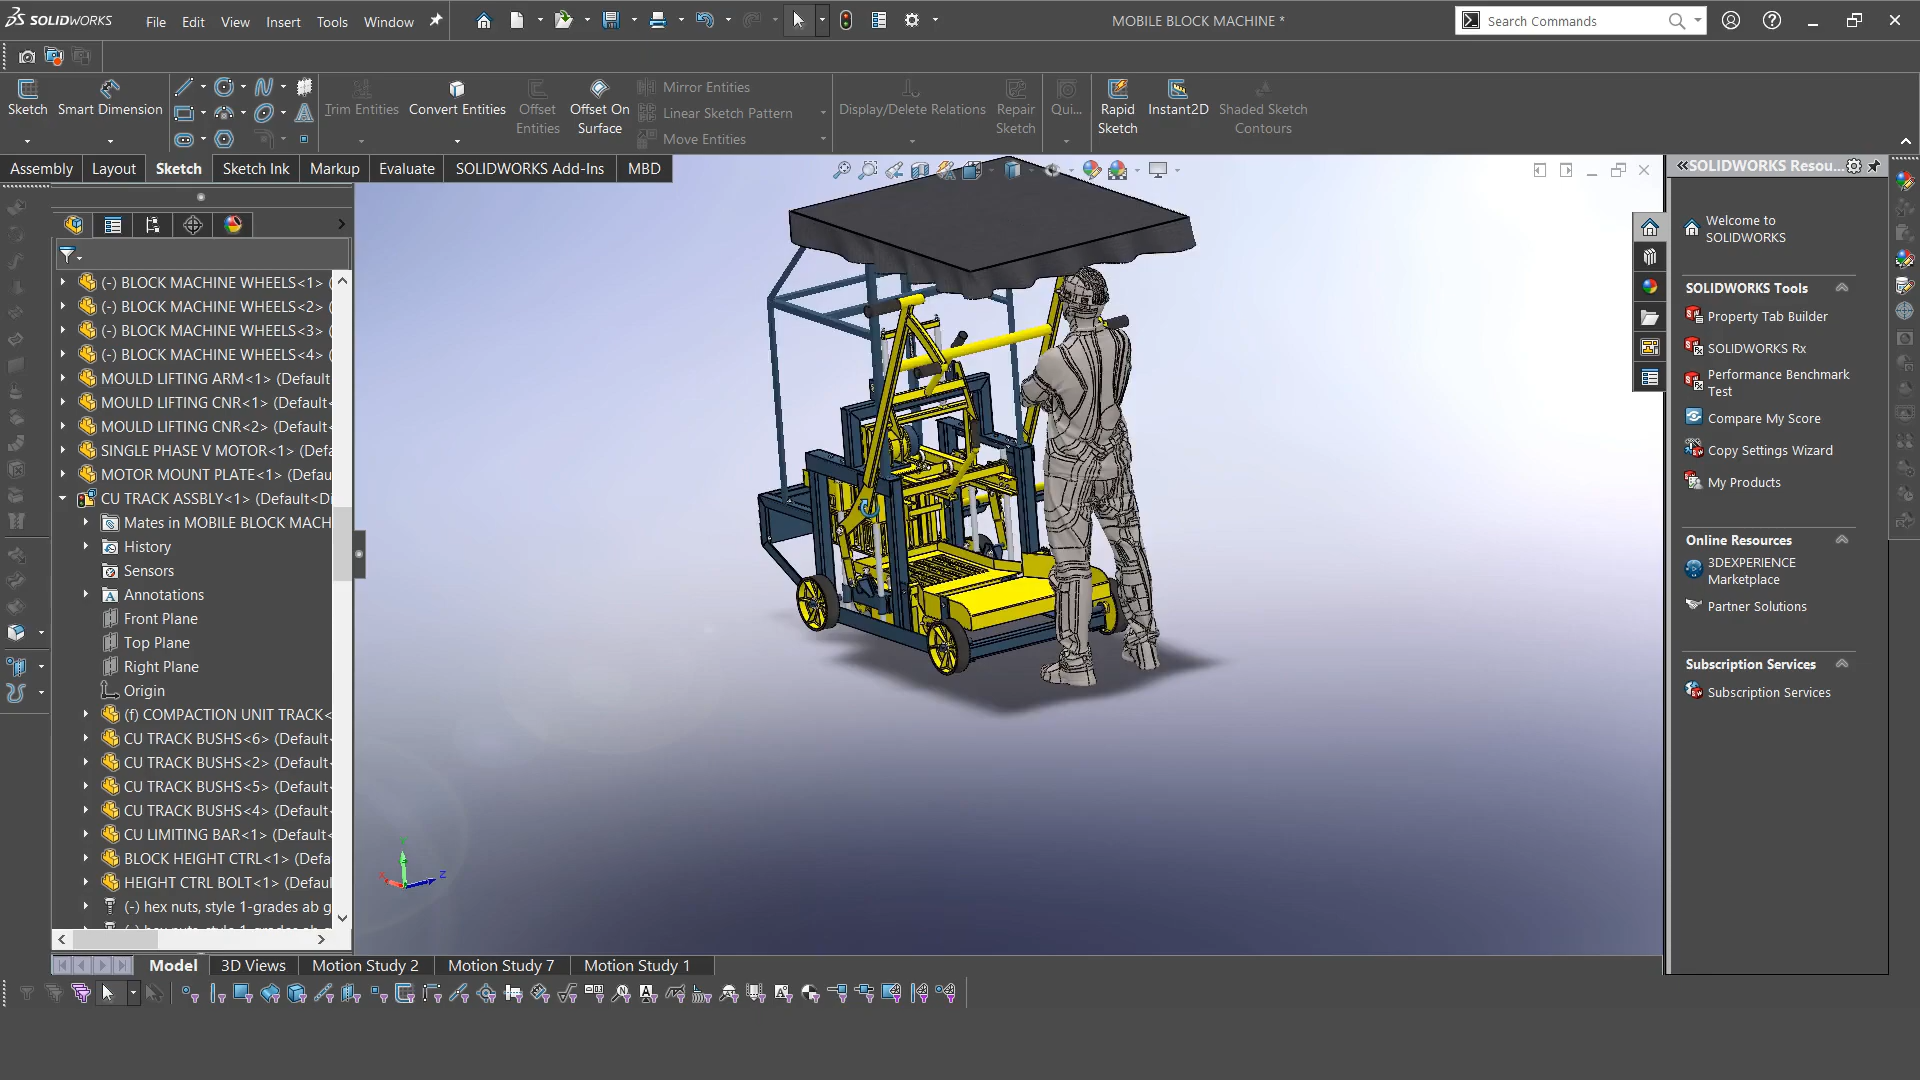 SOLIDWORKS
File Edit View Insert Tools Window
MOBILE BLOCK MACHINE *
Search Commands
Sketch
Smart Dimension
Trim Entities
Convert Entities
Offset
Entities
Offset On
Surface
Mirror Entities
Linear Sketch Pattern
Move Entities
Display/Delete Relations
Repair
Sketch
Qui...
Rapid
Sketch
Instant2D
Shaded Sketch
Contours
Assembly Layout Sketch Sketch Ink Markup Evaluate SOLIDWORKS Add-Ins MBD
(-) BLOCK MACHINE WHEELS<1> (
(-) BLOCK MACHINE WHEELS<2> (
(-) BLOCK MACHINE WHEELS<3> (
(-) BLOCK MACHINE WHEELS<4> (
MOULD LIFTING ARM<1> (Default
MOULD LIFTING CNR<1> (Default<
MOULD LIFTING CNR<2> (Default<
SINGLE PHASE V MOTOR<1> (Defa
MOTOR MOUNT PLATE<1> (Defau
CU TRACK ASSBLY<1> (Default<Di
Mates in MOBILE BLOCK MACH
History
Sensors
Annotations
Front Plane
Top Plane
Right Plane
Origin
(f) COMPACTION UNIT TRACK<
CU TRACK BUSHS<6> (Default<
CU TRACK BUSHS<2> (Default<
CU TRACK BUSHS<5> (Default<
CU TRACK BUSHS<4> (Default<
CU LIMITING BAR<1> (Default<
BLOCK HEIGHT CTRL<1> (Defa
HEIGHT CTRL BOLT<1> (Defaul
(-) hex nuts, style 1-grades ab g
Z
SOLIDWORKS Resou...
Welcome to
SOLIDWORKS
SOLIDWORKS Tools
Property Tab Builder
SOLIDWORKS Rx
Performance Benchmark
Test
Compare My Score
Copy Settings Wizard
My Products
Online Resources
3DEXPERIENCE
Marketplace
Partner Solutions
Subscription Services
Subscription Services
Model 3D Views Motion Study 2 Motion Study 7 Motion Study 1